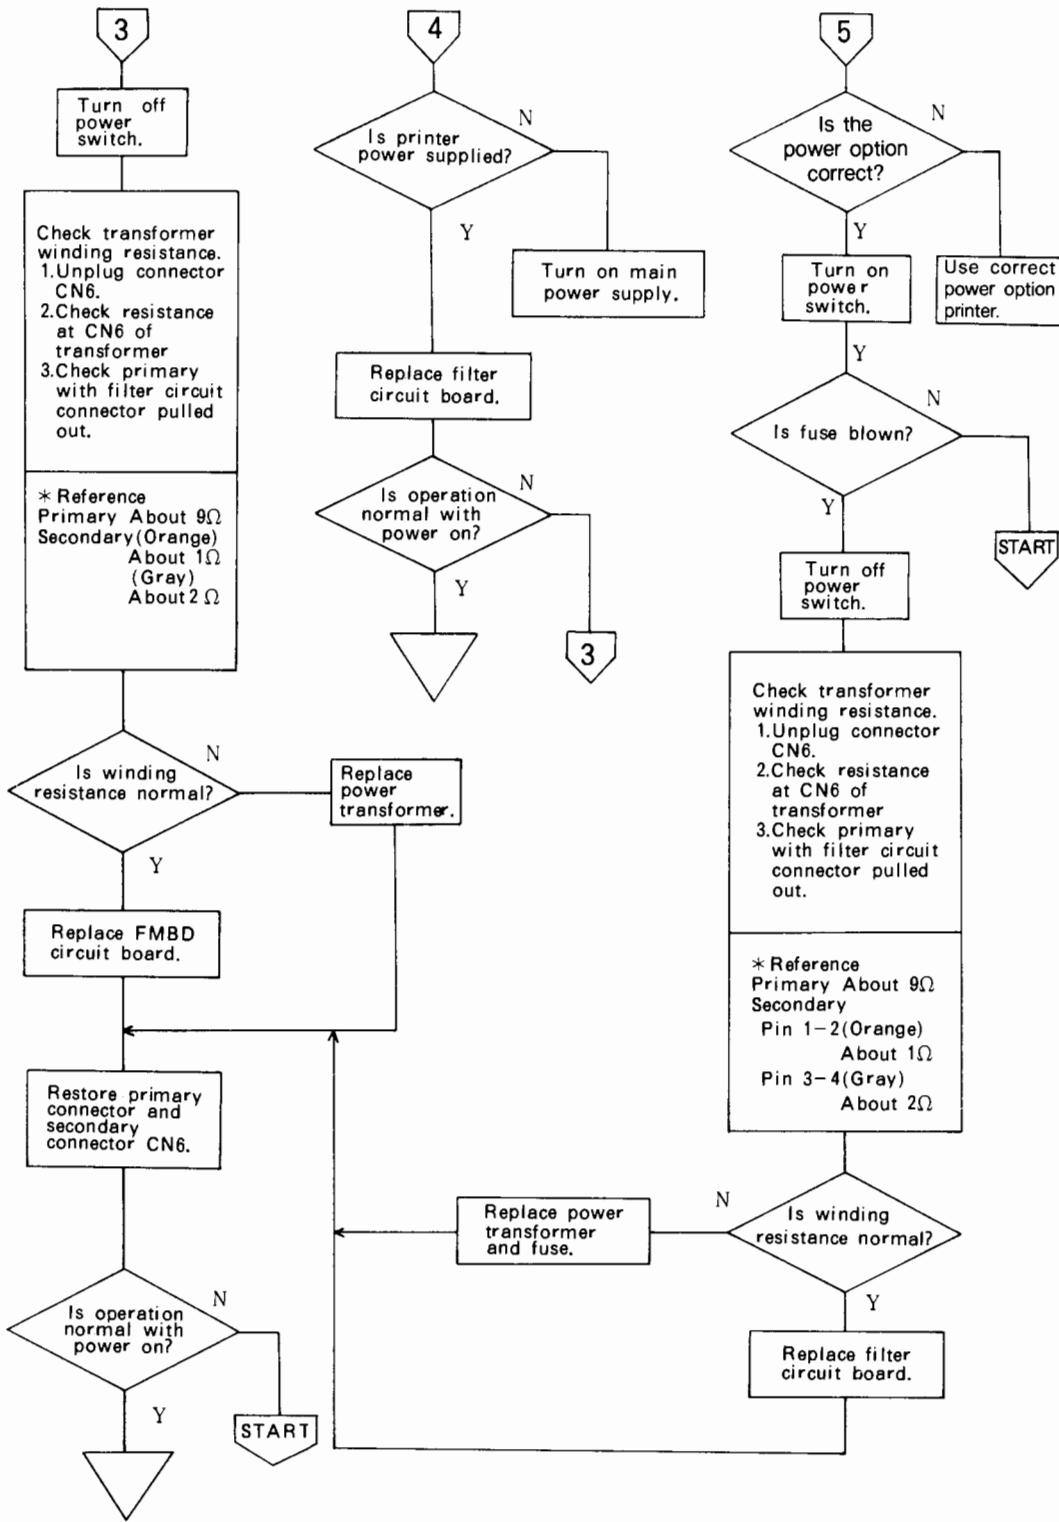 3
Turn off
power
switch.
Check transformer
winding resistance.
1.Unplug connector
CN6.
2.Check resistance
at CN6 of
transformer
3.Check primary
with filter circuit
connector pulled
out.
*Reference
Primary About 9Ω
Secondary(Orange)
About 1Ω
(Gray)
About 2Ω
Is winding
resistance normal?
N
Replace
power
transformer.
Y
Replace FMBD
circuit board.
Restore primary
connector and
secondary
connector CN6.
Is operation
normal with
power on?
N
START
Y
4
Is printer
power supplied?
N
Turn on main
power supply.
Y
Replace filter
circuit board.
Is operation
normal with
power on?
N
3
Y
5
Is the
power option
correct?
N
Use correct
power option
printer.
Y
Turn on
power
switch.
Y
Is fuse blown?
N
START
Y
Turn off
power
switch.
Check transformer
winding resistance.
1.Unplug connector
CN6.
2.Check resistance
at CN6 of
transformer
3.Check primary
with filter circuit
connector pulled
out.
*Reference
Primary About 9Ω
Secondary
Pin 1-2(Orange)
About 1Ω
Pin 3-4(Gray)
About 2Ω
Is winding
resistance normal?
N
Replace power
transformer
and fuse.
Y
Replace filter
circuit board.